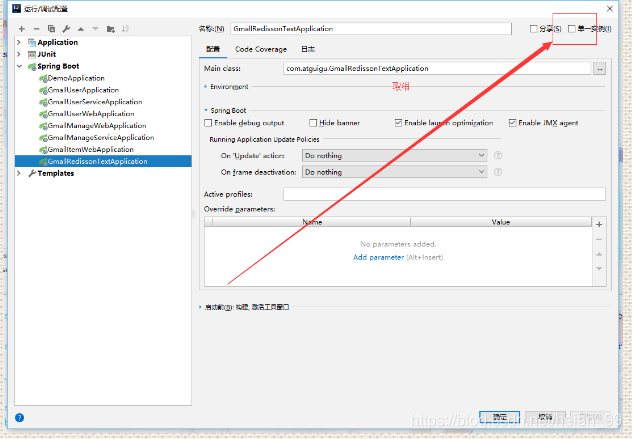 运行/调试配置
名称(N): GmallRedissonTextApplication 分享(S) 单一实例(I)
Application
JUnit
Spring Boot
DemoApplication
GmallUserApplication
GmallUserServiceApplication
GmallUserWebApplication
GmallManageWebApplication
GmallManageServiceApplication
GmallItemWebApplication
GmallRedissonTextApplication
Templates
配置 Code Coverage 日志
Main class: com.atguigu.GmallRedissonTextApplication ...
Environment
取消
Spring Boot
Enable debug output Hide banner Enable launch optimization Enable JMX agent
Running Application Update Policies
On 'Update' action: Do nothing
On frame deactivation: Do nothing
Active profiles:
Override parameters:
Name Value
No parameters added.
Add parameter (Alt+Insert)
启动前(B): 构建, 激活工具窗口
确定 取消